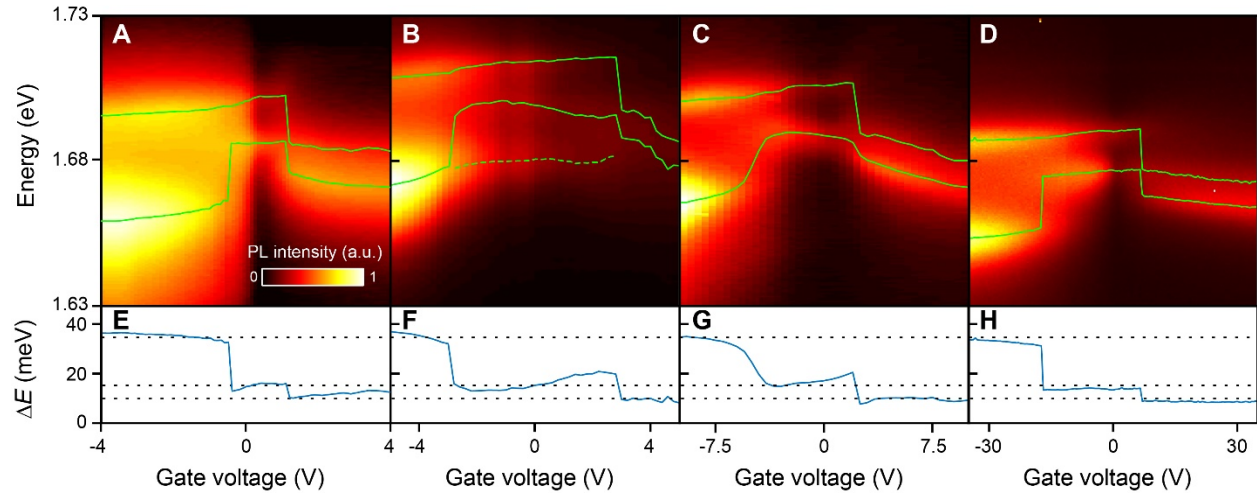 1.73
A B C D
Energy (eV)
1.68
PL intensity (a.u.)
0 1
1.63
E F G H
ΔE (meV)
40
20
0
-4 0 4 -4 0 4 -7.5 0 7.5 -30 0 30
Gate voltage (V) Gate voltage (V) Gate voltage (V) Gate voltage (V)